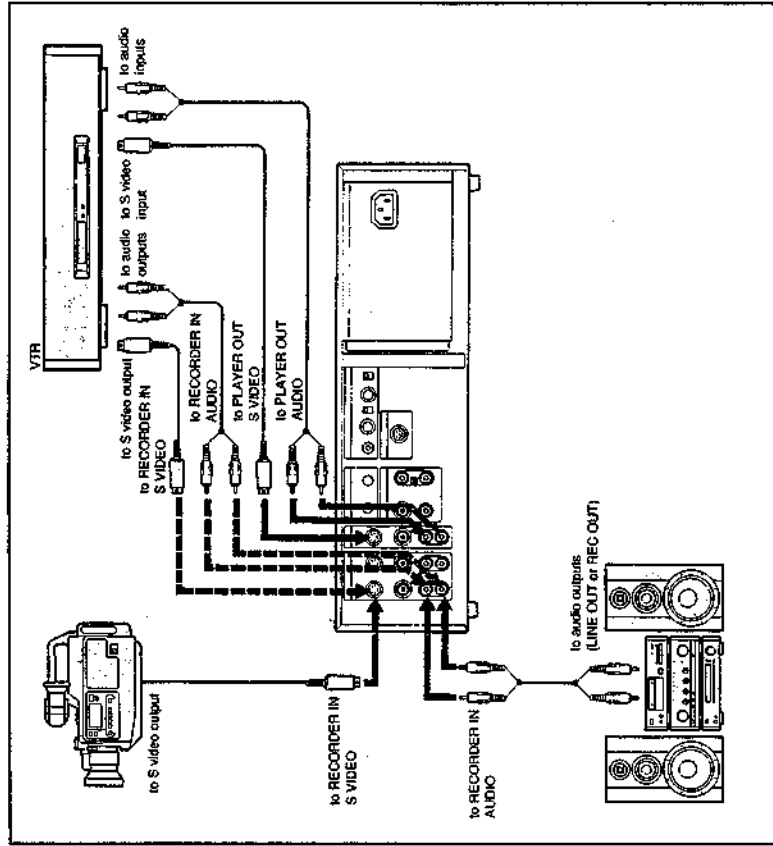 VTR
to S video output
to audio
outputs
to S video
input
to audio
inputs
to RECORDER IN
S VIDEO
to RECORDER IN
AUDIO
to PLAYER OUT
S VIDEO
to PLAYER OUT
AUDIO
to S video output
to RECORDER IN
S VIDEO
to RECORDER IN
AUDIO
to audio outputs
(LINE OUT or REC OUT)